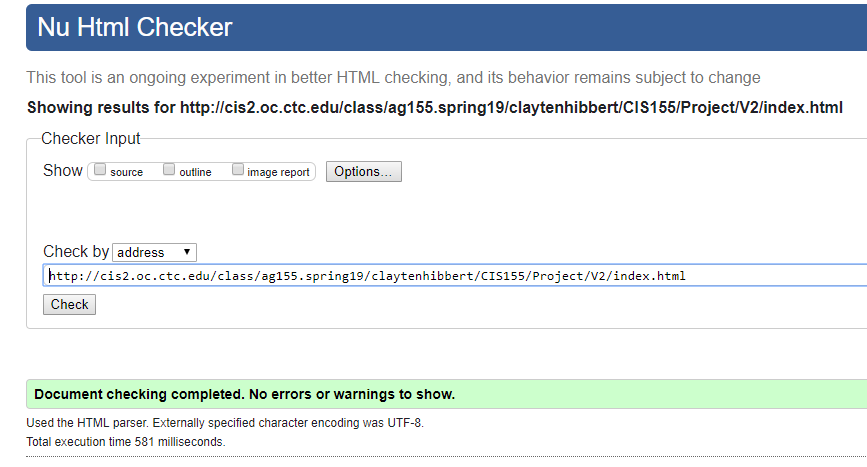 Nu Html Checker
This tool is an ongoing experiment in better HTML checking, and its behavior remains subject to change
Showing results for http://cis2.oc.ctc.edu/class/ag155.spring19/claytenhibbert/CIS155/Project/V2/index.html
Checker Input
Show source outline image report Options...
Check by address
http://cis2.oc.ctc.edu/class/ag155.spring19/claytenhibbert/CIS155/Project/V2/index.html
Check
Document checking completed. No errors or warnings to show.
Used the HTML parser. Externally specified character encoding was UTF-8.
Total execution time 581 milliseconds.